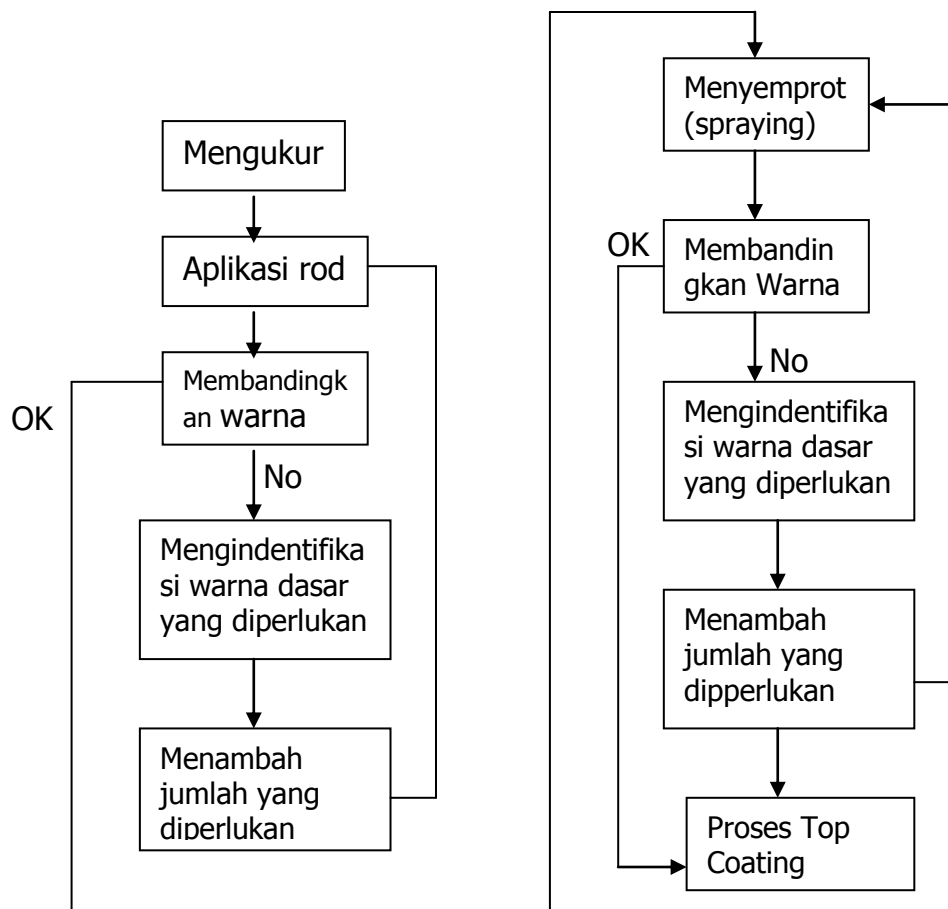 Mengukur
Aplikasi rod
Membandingk
an warna
OK
No
Mengindentifika
si warna dasar
yang diperlukan
Menambah
jumlah yang
diperlukan
Menyemprot
(spraying)
OK
Membandin
gkan Warna
No
Mengindentifika
si warna dasar
yang diperlukan
Menambah
jumlah yang
dipperlukan
Proses Top
Coating